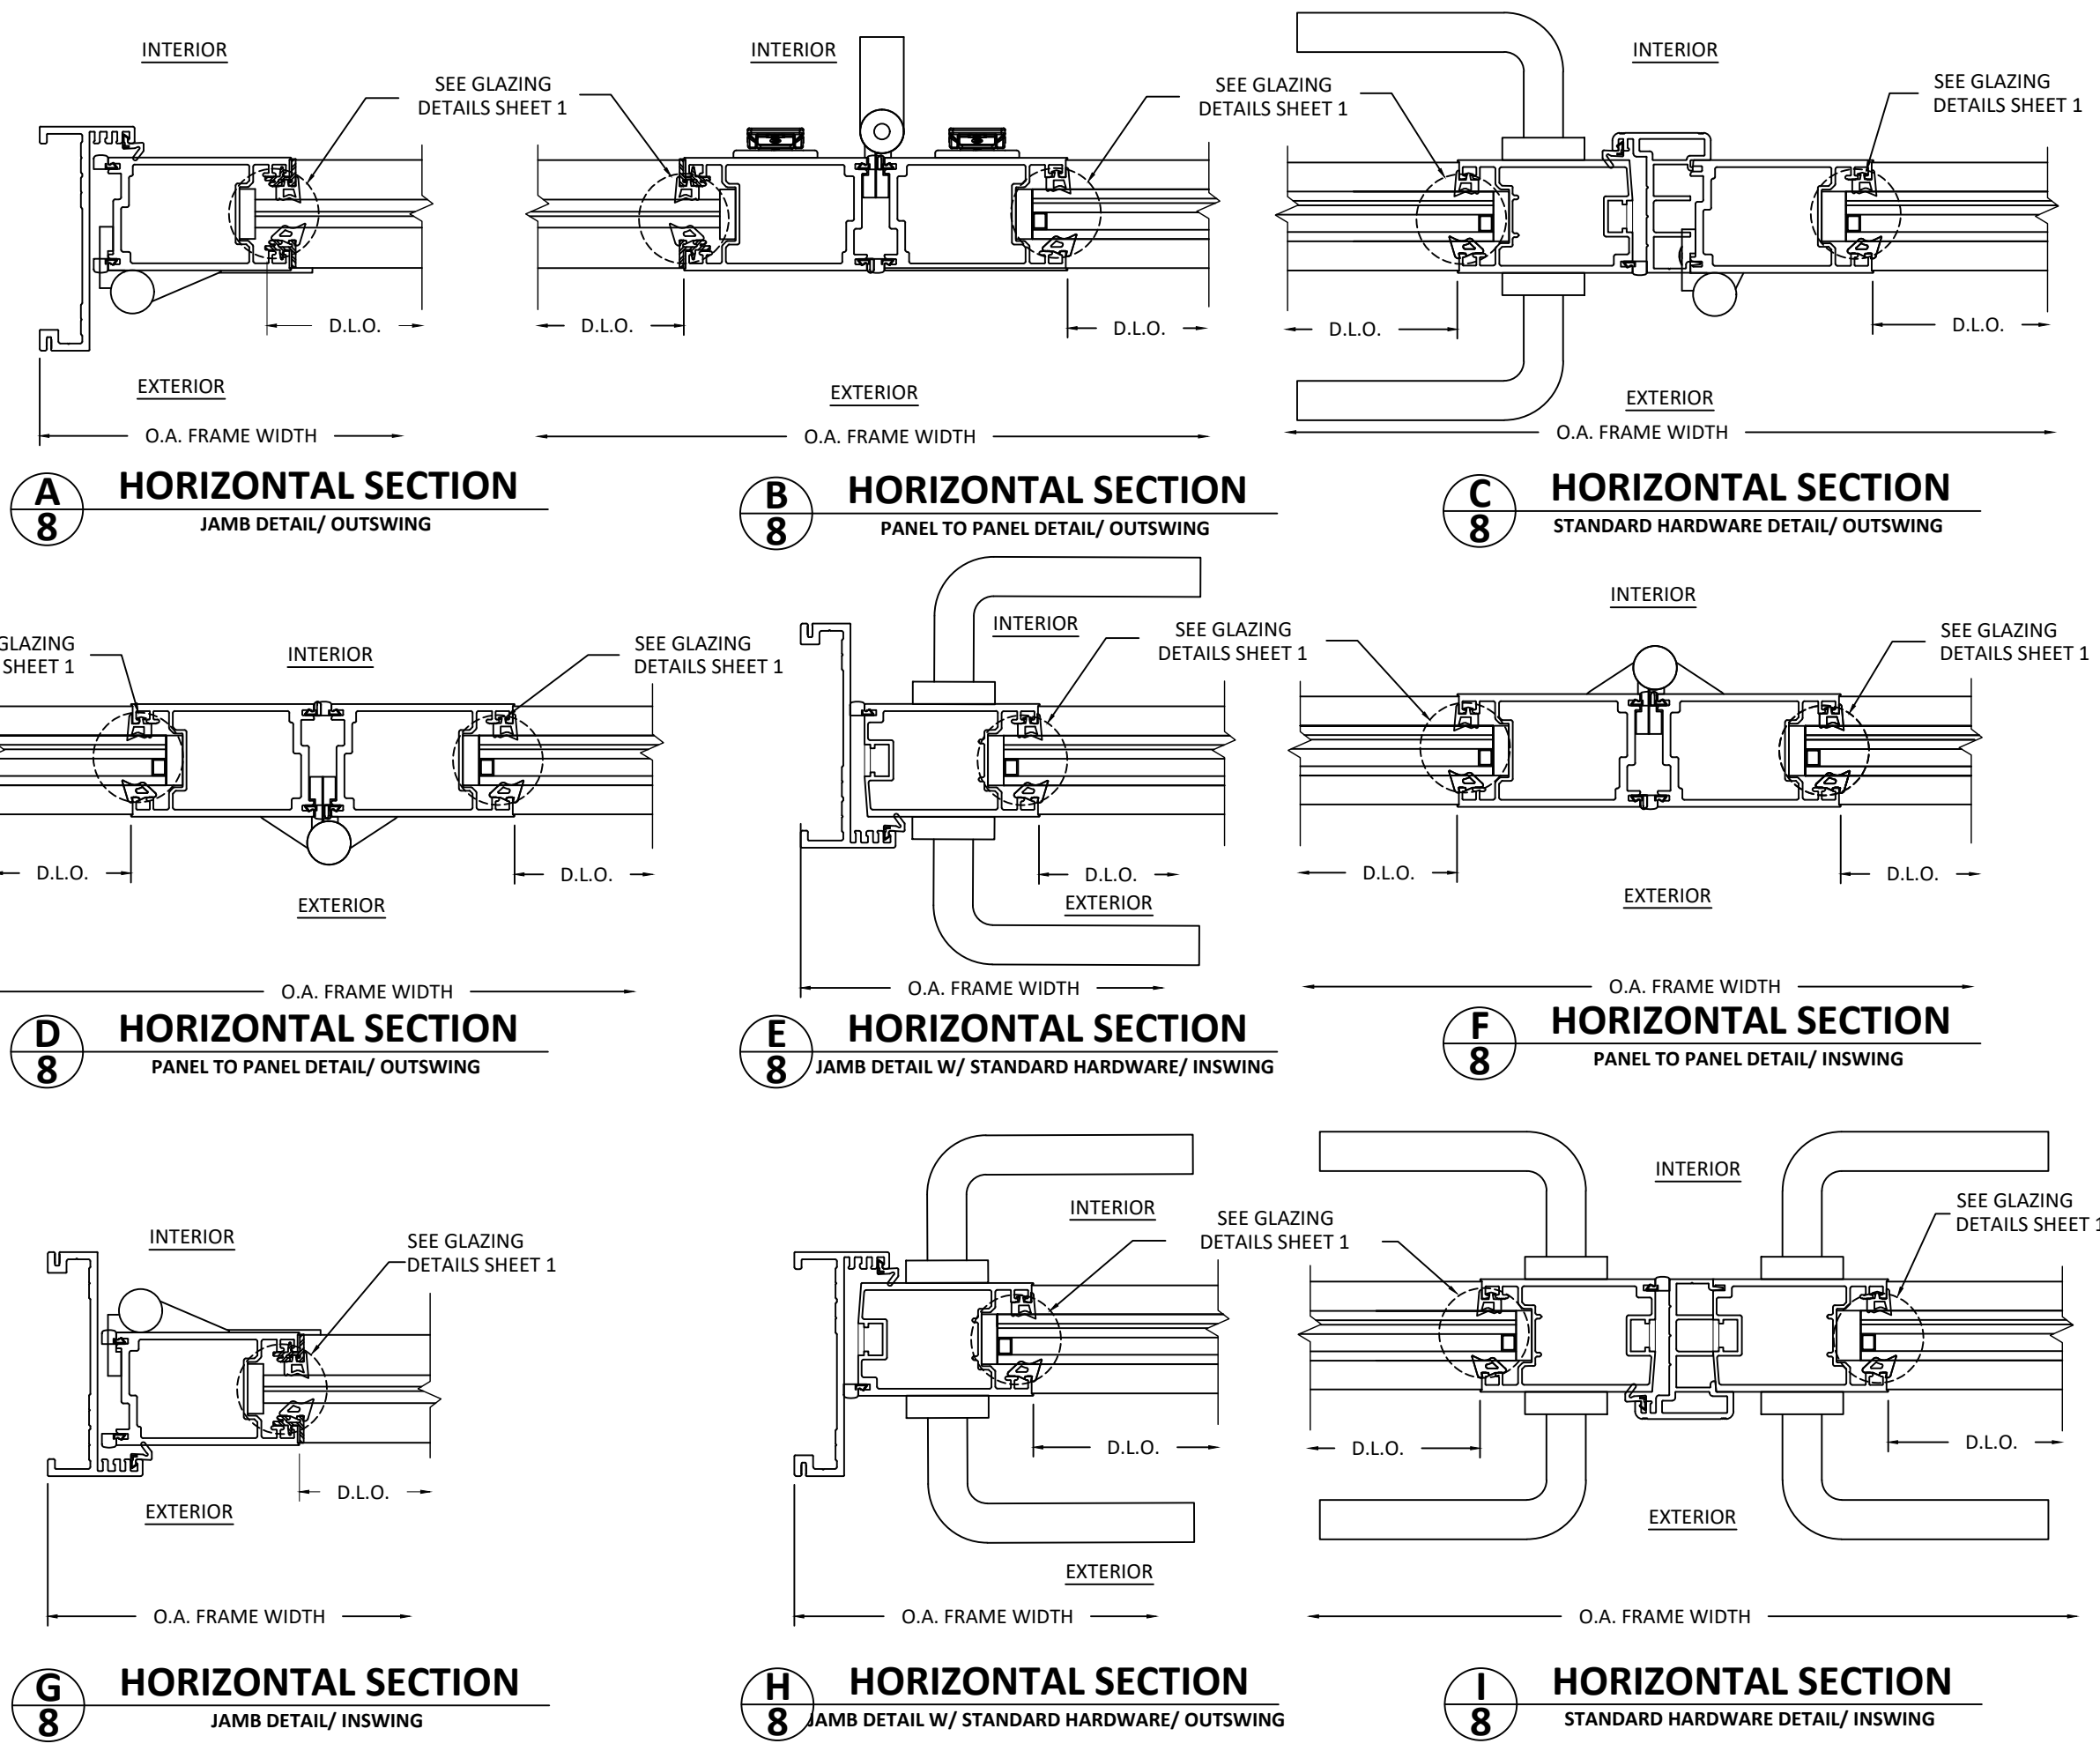 INTERIOR
SEE GLAZING
DETAILS SHEET 1
D.L.O.
EXTERIOR
O.A. FRAME WIDTH
A
8
HORIZONTAL SECTION
JAMB DETAIL/ OUTSWING
INTERIOR
D.L.O.
D.L.O.
EXTERIOR
O.A. FRAME WIDTH
B
8
HORIZONTAL SECTION
PANEL TO PANEL DETAIL/ OUTSWING
SEE GLAZING
DETAILS SHEET 1
INTERIOR
SEE GLAZING
DETAILS SHEET 1
D.L.O.
D.L.O.
EXTERIOR
O.A. FRAME WIDTH
C
8
HORIZONTAL SECTION
STANDARD HARDWARE DETAIL/ OUTSWING
GLAZING
SHEET 1
INTERIOR
SEE GLAZING
DETAILS SHEET 1
D.L.O.
D.L.O.
EXTERIOR
O.A. FRAME WIDTH
D
8
HORIZONTAL SECTION
PANEL TO PANEL DETAIL/ OUTSWING
INTERIOR
SEE GLAZING
DETAILS SHEET 1
D.L.O.
EXTERIOR
O.A. FRAME WIDTH
E
8
HORIZONTAL SECTION
JAMB DETAIL W/ STANDARD HARDWARE/ INSWING
INTERIOR
SEE GLAZING
DETAILS SHEET 1
D.L.O.
D.L.O.
EXTERIOR
O.A. FRAME WIDTH
F
8
HORIZONTAL SECTION
PANEL TO PANEL DETAIL/ INSWING
INTERIOR
SEE GLAZING
DETAILS SHEET 1
D.L.O.
EXTERIOR
O.A. FRAME WIDTH
G
8
HORIZONTAL SECTION
JAMB DETAIL/ INSWING
INTERIOR
SEE GLAZING
DETAILS SHEET 1
D.L.O.
EXTERIOR
O.A. FRAME WIDTH
H
8
HORIZONTAL SECTION
JAMB DETAIL W/ STANDARD HARDWARE/ OUTSWING
INTERIOR
SEE GLAZING
DETAILS SHEET 1
D.L.O.
D.L.O.
EXTERIOR
O.A. FRAME WIDTH
I
8
HORIZONTAL SECTION
STANDARD HARDWARE DETAIL/ INSWING